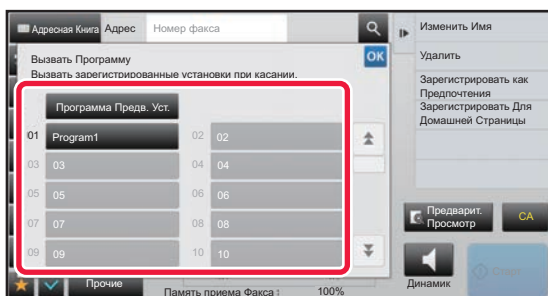 Адресная Книга
Адрес
Номер факса
Изменить Имя
Вызвать Программу
OK
Удалить
Вызвать зарегистрированные установки при касании.
Зарегистрировать как
Предпочтения
Зарегистрировать Для
Домашней Страницы
Программа Предв. Уст.
01 Program1
02 02
03 03
04 04
05 05
06 06
07 07
08 08
09 09
10 10
Предварит.
Просмотр
CA
Прочие
Память приема Факса
100%
Динамик
Старт